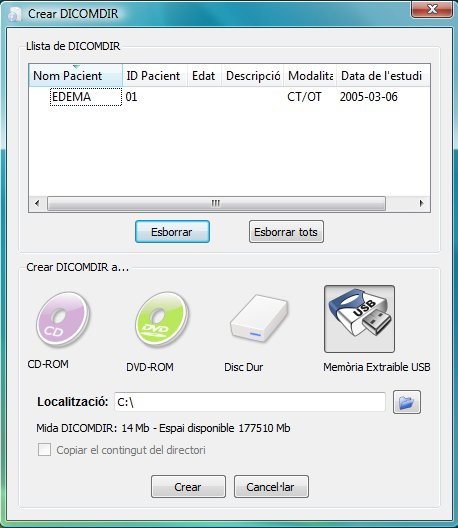 Crear DICOMDIR
Llista de DICOMDIR
Nom Pacient ID Pacient Edat Descripció Modalita Data de l'estudi
EDEMA 01 CT/OT 2005-03-06
Esborrar Esborrar tots
Crear DICOMDIR a...
CD DVD USB
CD-ROM DVD-ROM Disc Dur Memòria Extraible USB
Localització: C:\
Mida DICOMDIR: 14 Mb - Espai disponible 177510 Mb
Copiar el contingut del directori
Crear Cancel·lar